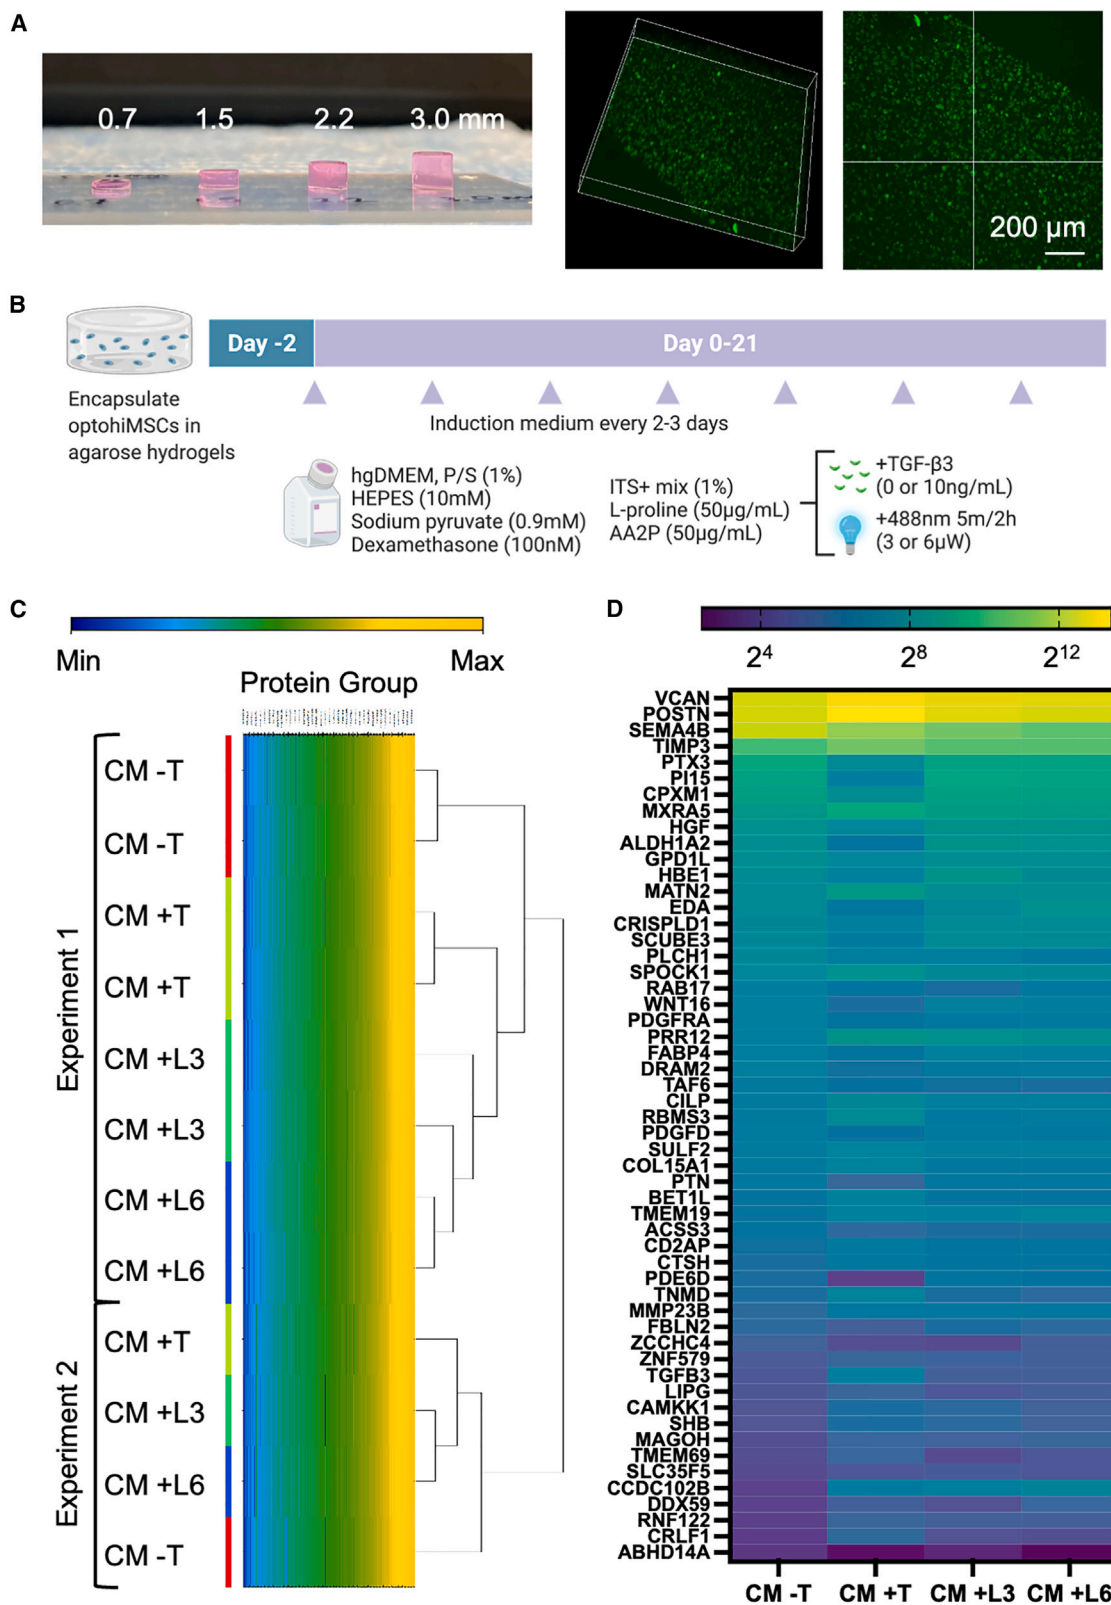 A
0.7 1.5 2.2 3.0 mm
200 µm
B
Day -2
Day 0-21
Encapsulate
optohiMSCs in
agarose hydrogels
Induction medium every 2-3 days
hgDMEM, P/S (1%)
HEPES (10mM)
Sodium pyruvate (0.9mM)
Dexamethasone (100nM)
ITS+ mix (1%)
L-proline (50µg/mL)
AA2P (50µg/mL)
+TGF-β3
(0 or 10ng/mL)
+488nm 5m/2h
(3 or 6µW)
C
Min Max
Protein Group
Experiment 1
CM -T
CM -T
CM +T
CM +T
CM +L3
CM +L3
CM +L6
CM +L6
Experiment 2
CM +T
CM +L3
CM +L6
CM -T
D
2⁴ 2⁸ 2¹²
VCAN
POSTN
SEMA4B
TIMP3
PTX3
PI15
CPXM1
MXRA5
HGF
ALDH1A2
GPD1L
HBE1
MATN2
EDA
CRISPLD1
SCUBE3
PLCH1
SPOCK1
RAB17
WNT16
PDGFRA
PRR12
FABP4
DRAM2
TAF6
CILP
RBMS3
PDGFD
SULF2
COL15A1
PTN
BET1L
TMEM19
ACSS3
CD2AP
CTSH
PDE6D
TNMD
MMP23B
FBLN2
ZCCHC4
ZNF579
TGFB3
LIPG
CAMKK1
SHB
MAGOH
TMEM69
SLC35F5
CCDC102B
DDX59
RNF122
CRLF1
ABHD14A
CM -T CM +T CM +L3 CM +L6